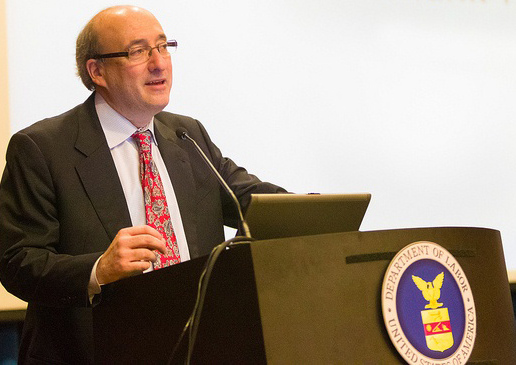 DEPARTMENT OF LABOR
UNITED STATES OF AMERICA